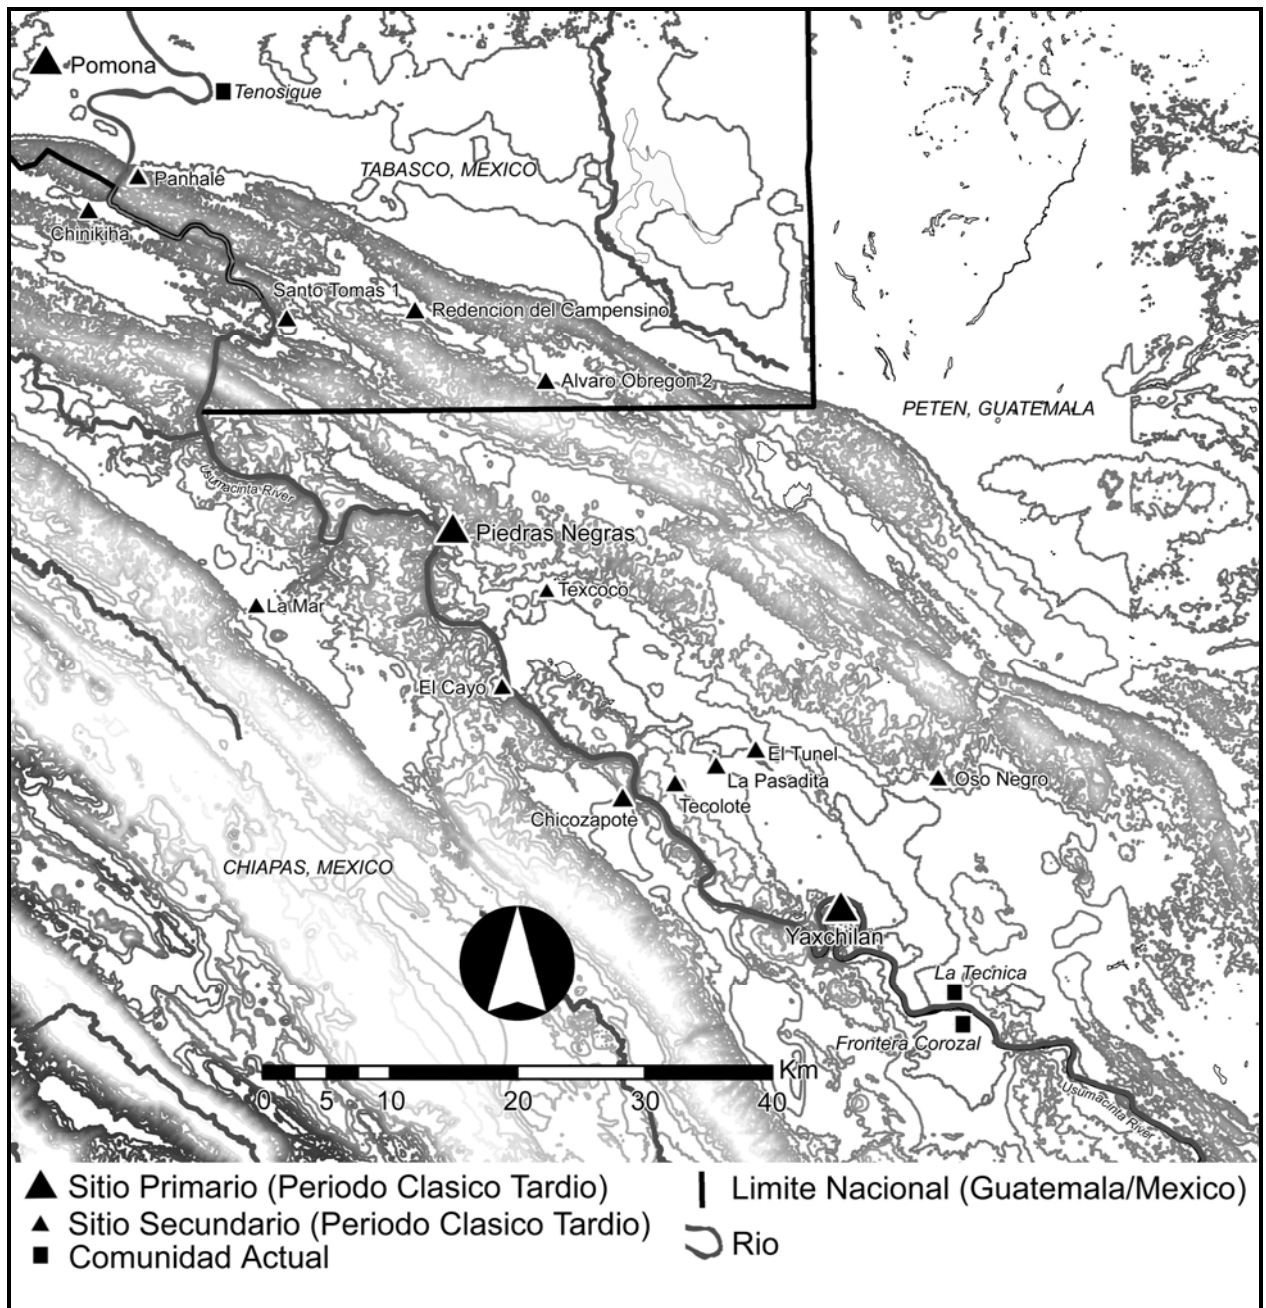 Pomona
Tenosique
TABASCO, MEXICO
Panhale
Chinikiha
Santo Tomas 1
Redencion del Campensino
Alvaro Obregon 2
PETEN, GUATEMALA
Usumacinta River
Piedras Negras
Texcoco
La Mar
El Cayo
El Tunel
La Pasadita
Oso Negro
Tecolote
Chicozapote
CHIAPAS, MEXICO
Yaxchilan
La Tecnica
Frontera Corozal
Km
0 5 10 20 30 40
Usumacinta River
Sitio Primario (Periodo Clasico Tardio)
Sitio Secundario (Periodo Clasico Tardio)
Comunidad Actual
Limite Nacional (Guatemala/Mexico)
Rio